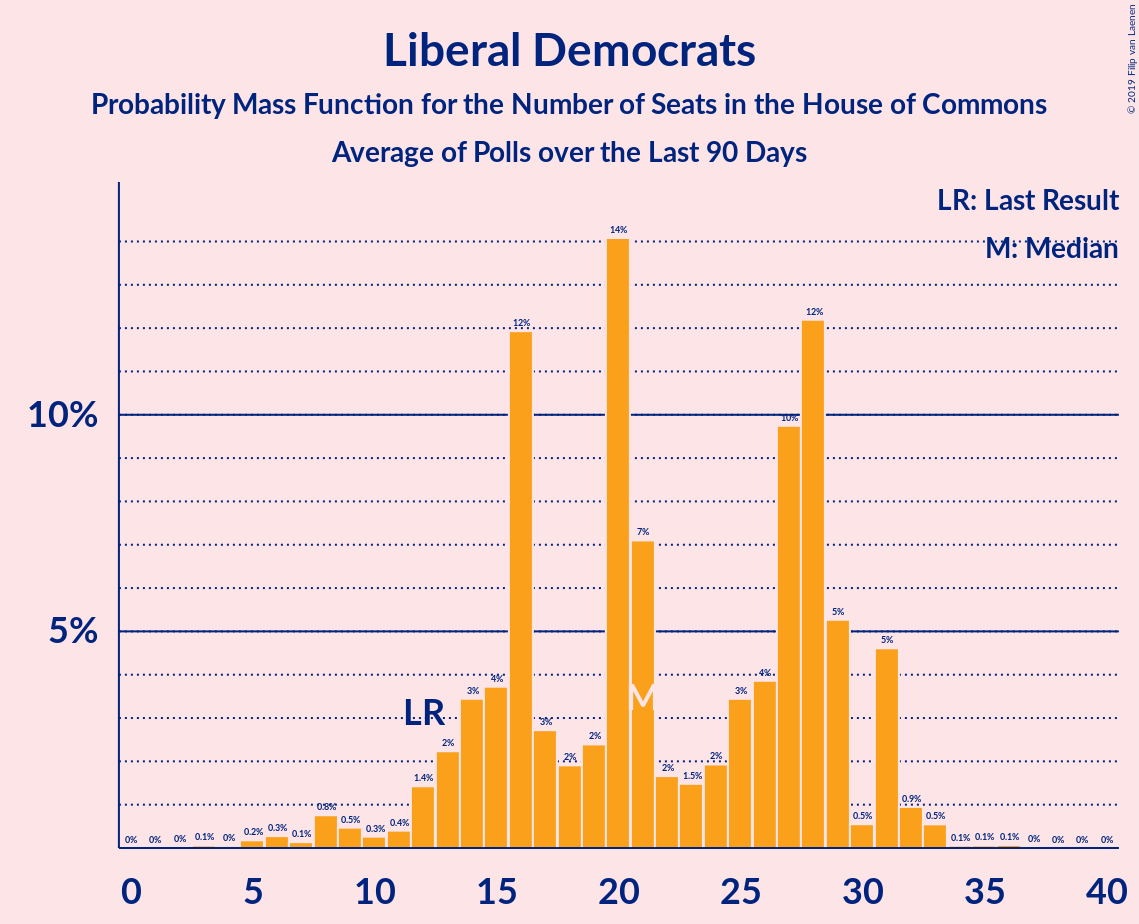 Liberal Democrats
Probability Mass Function for the Number of Seats in the House of Commons
Average of Polls over the Last 90 Days
© 2019 Filip van Laenen
LR: Last Result
M: Median
10%
5%
LR
M
0% 0% 0% 0.1% 0% 0.2% 0.3% 0.1% 0.8% 0.5% 0.3% 0.4% 1.4% 2% 3% 4% 12% 3% 2% 2% 14% 7% 2% 1.5% 2% 3% 4% 10% 12% 5% 0.5% 5% 0.9% 0.5% 0.1% 0.1% 0.1% 0% 0% 0% 0%
0 5 10 15 20 25 30 35 40